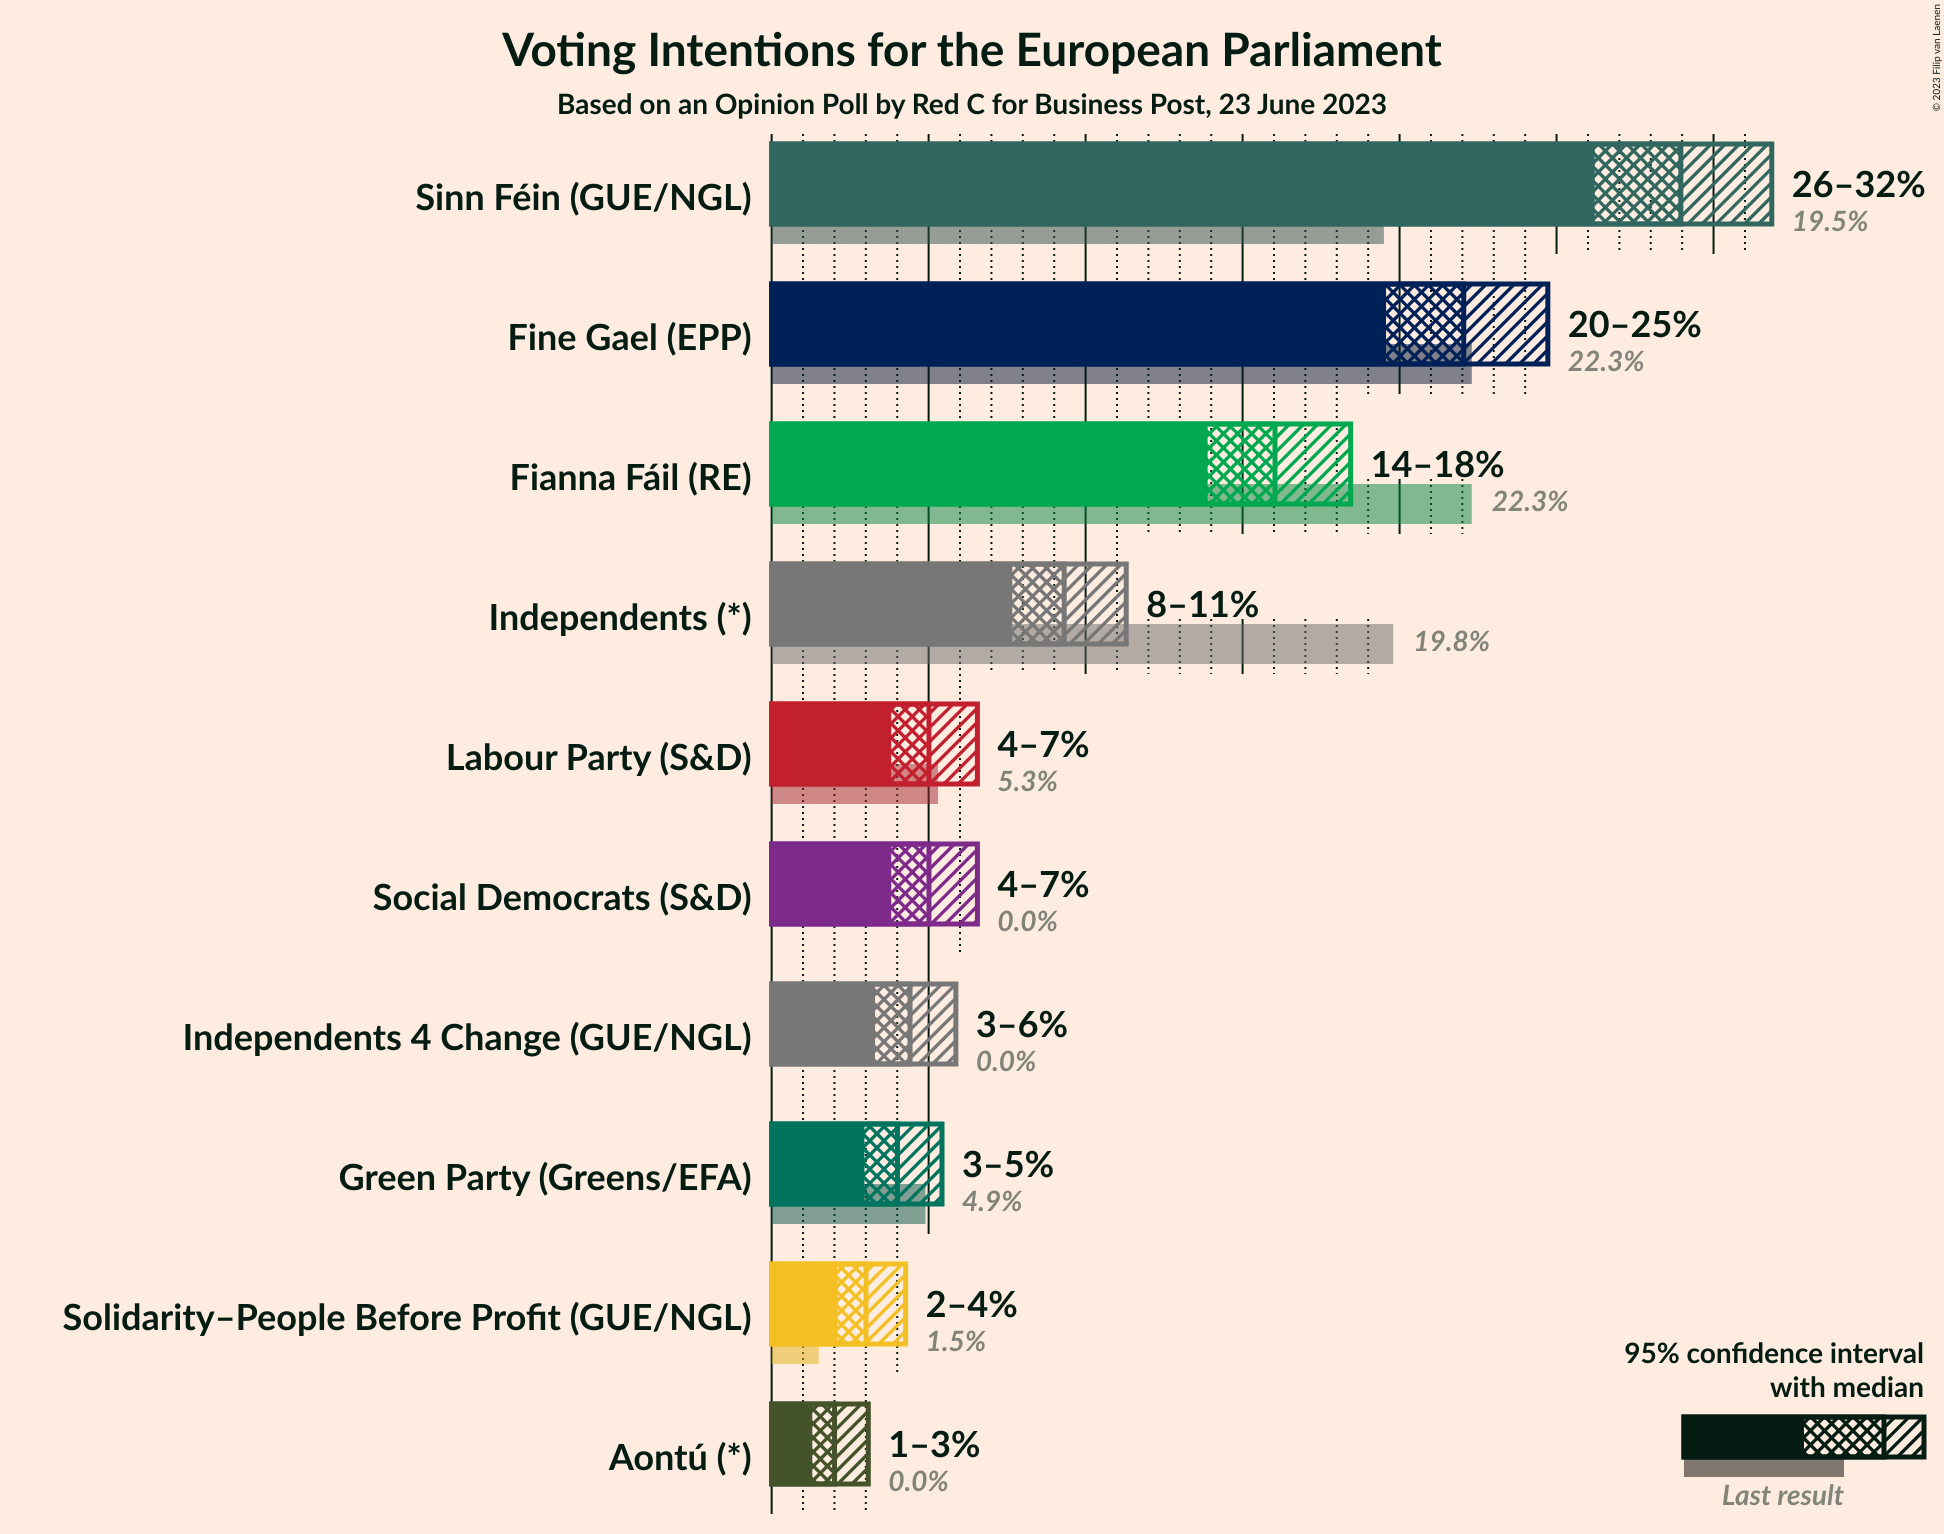 Voting Intentions for the European Parliament
Based on an Opinion Poll by Red C for Business Post, 23 June 2023
© 2023 Filip van Laenen
Sinn Féin (GUE/NGL)
26–32%
19.5%
Fine Gael (EPP)
20–25%
22.3%
Fianna Fáil (RE)
14–18%
22.3%
Independents (*)
8–11%
19.8%
Labour Party (S&D)
4–7%
5.3%
Social Democrats (S&D)
4–7%
0.0%
Independents 4 Change (GUE/NGL)
3–6%
0.0%
Green Party (Greens/EFA)
3–5%
4.9%
Solidarity–People Before Profit (GUE/NGL)
2–4%
1.5%
Aontú (*)
1–3%
0.0%
95% confidence interval
with median
Last result